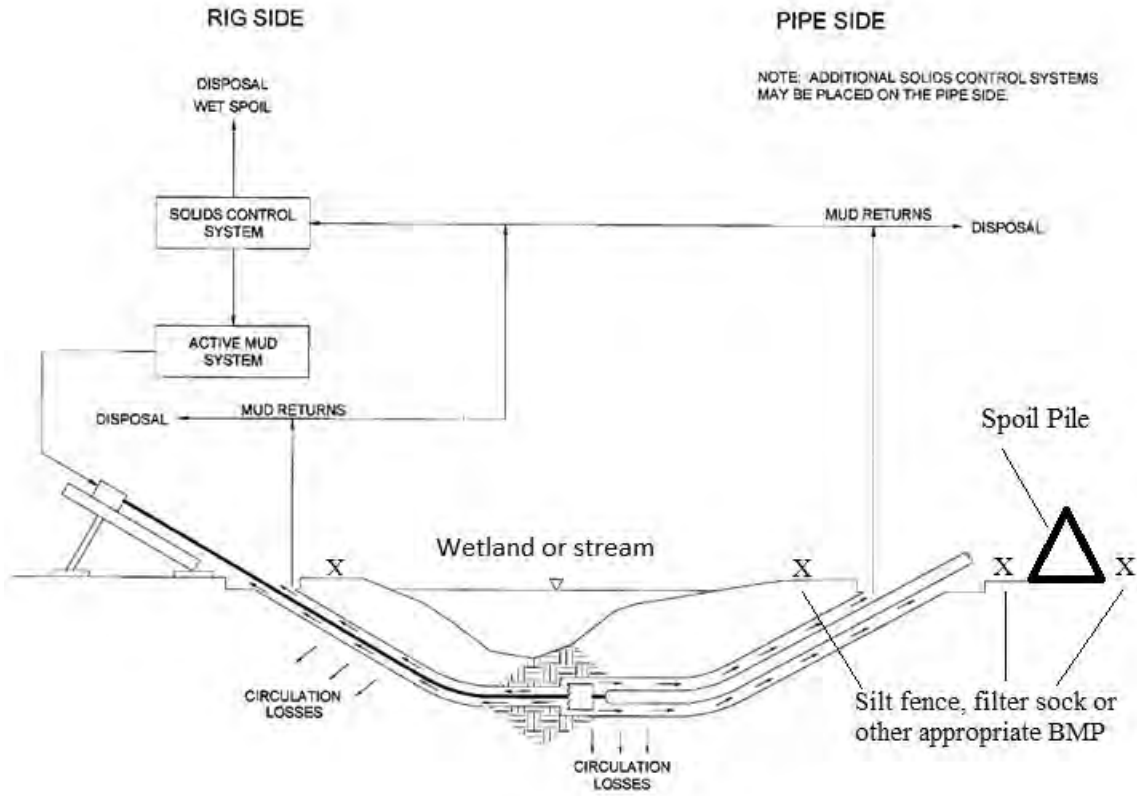 RIG SIDE
PIPE SIDE
NOTE: ADDITIONAL SOLIDS CONTROL SYSTEMS
MAY BE PLACED ON THE PIPE SIDE.
DISPOSAL
WET SPOIL
SOLIDS CONTROL
SYSTEM
MUD RETURNS
DISPOSAL
ACTIVE MUD
SYSTEM
DISPOSAL
MUD RETURNS
Spoil Pile
Wetland or stream
X
X
X
X
CIRCULATION
LOSSES
Silt fence, filter sock or
other appropriate BMP
CIRCULATION
LOSSES